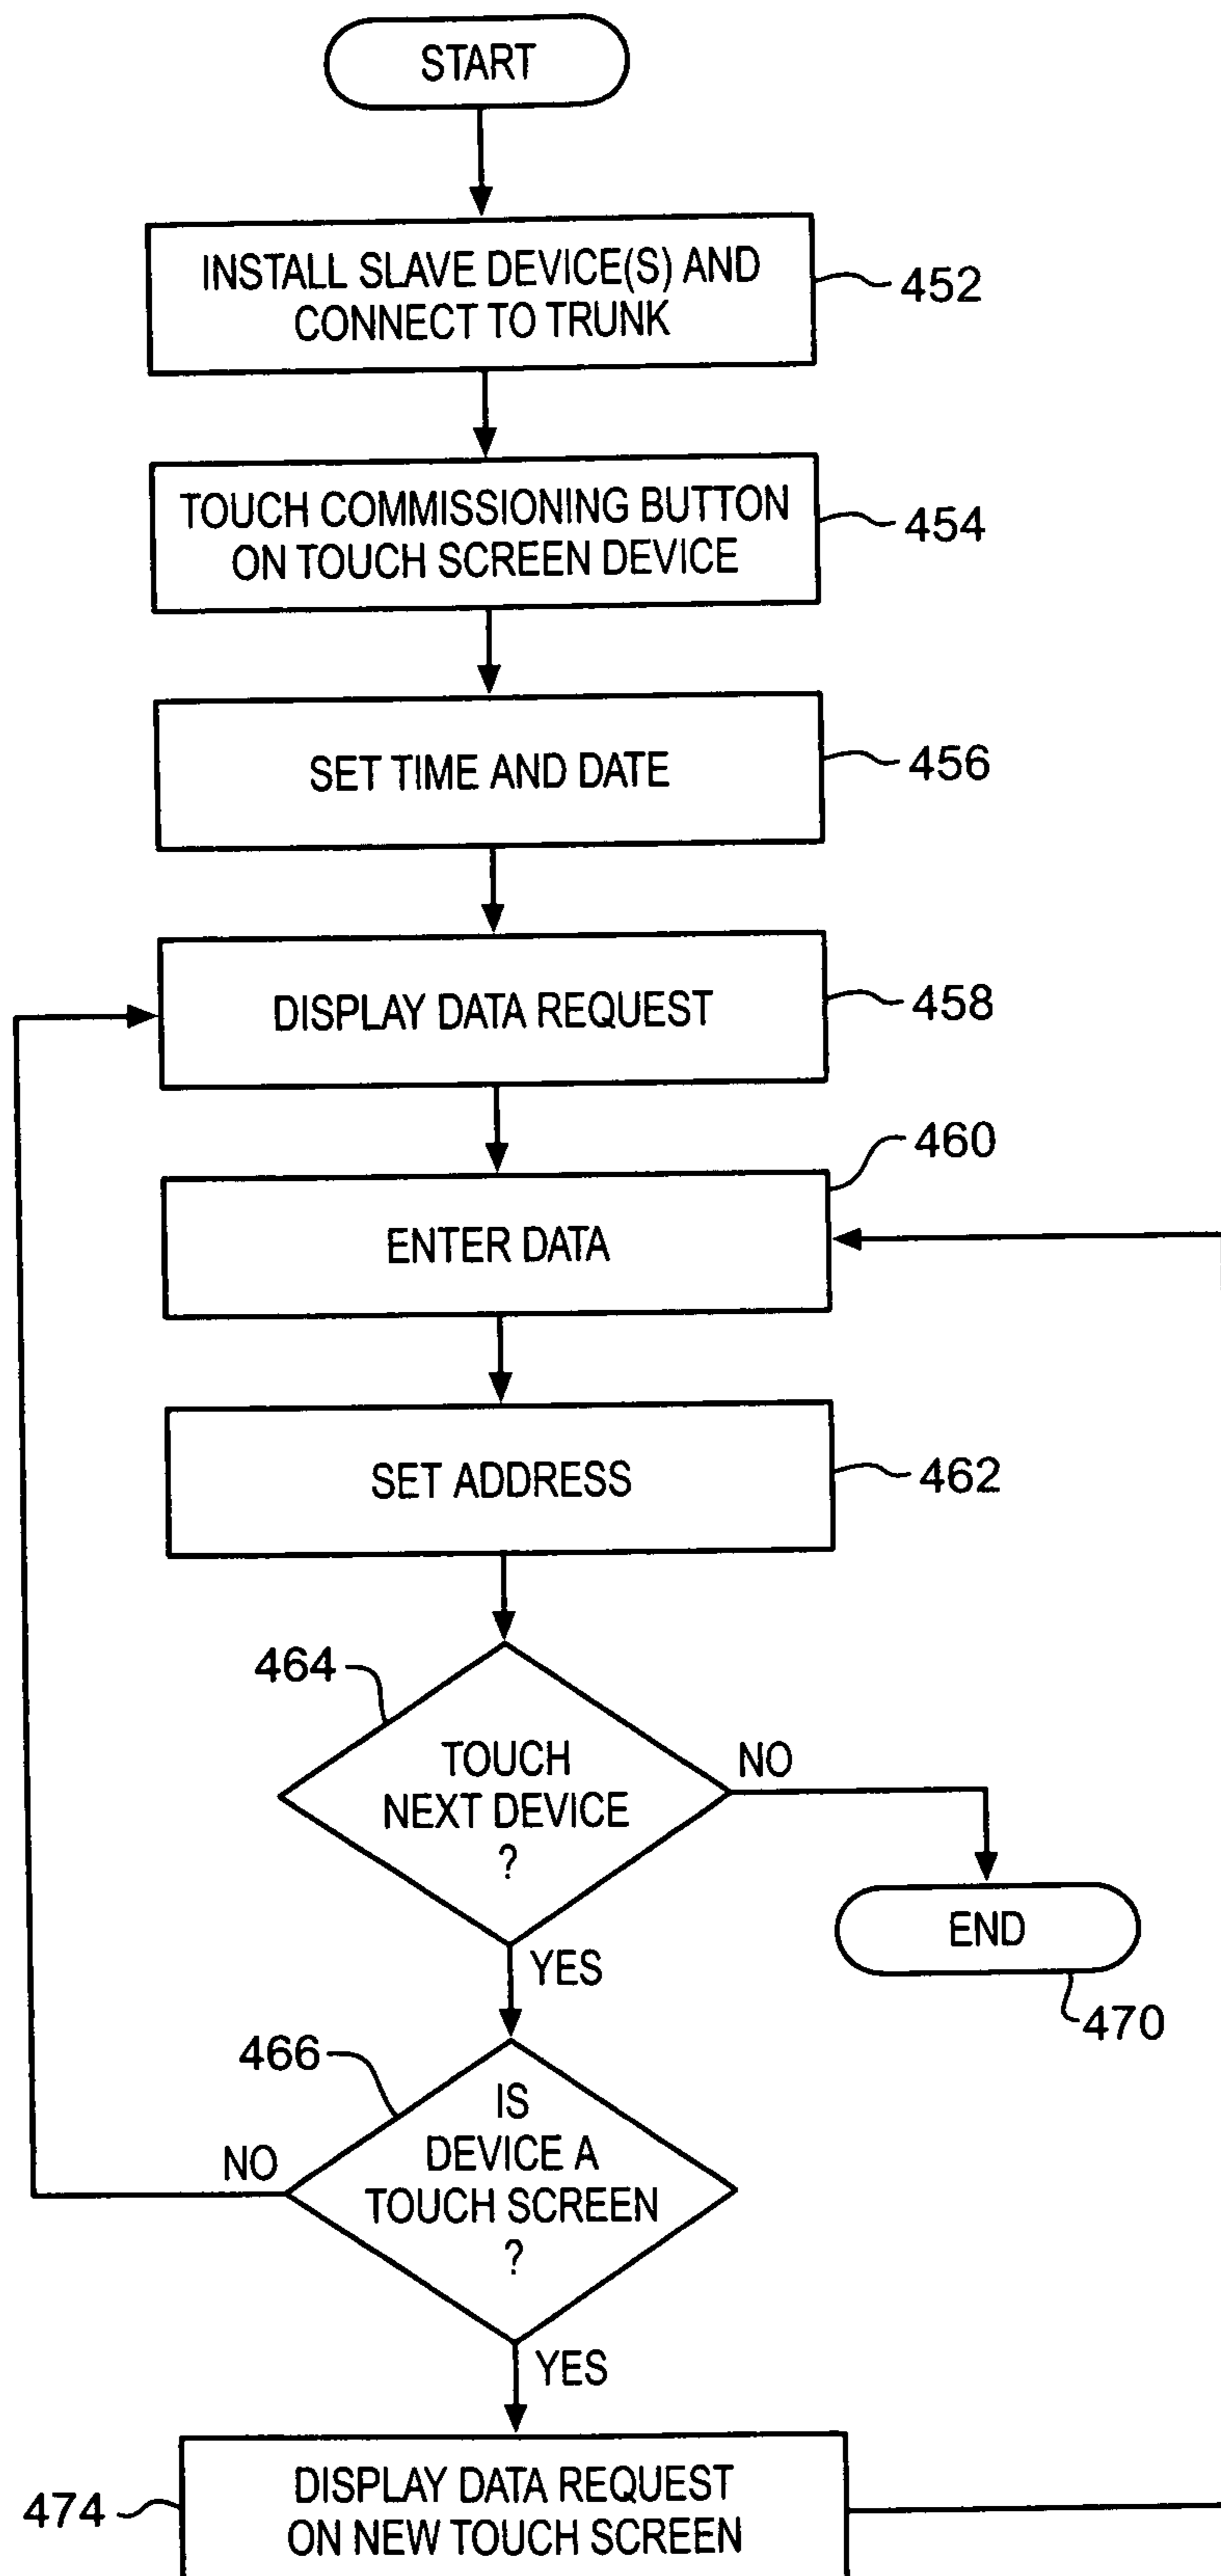 START
INSTALL SLAVE DEVICE(S) AND
CONNECT TO TRUNK
452
TOUCH COMMISSIONING BUTTON
ON TOUCH SCREEN DEVICE
454
SET TIME AND DATE
456
DISPLAY DATA REQUEST
458
460
ENTER DATA
SET ADDRESS
462
464
TOUCH
NEXT DEVICE
?
NO
END
470
YES
466
IS
DEVICE A
TOUCH SCREEN
?
NO
YES
474
DISPLAY DATA REQUEST
ON NEW TOUCH SCREEN